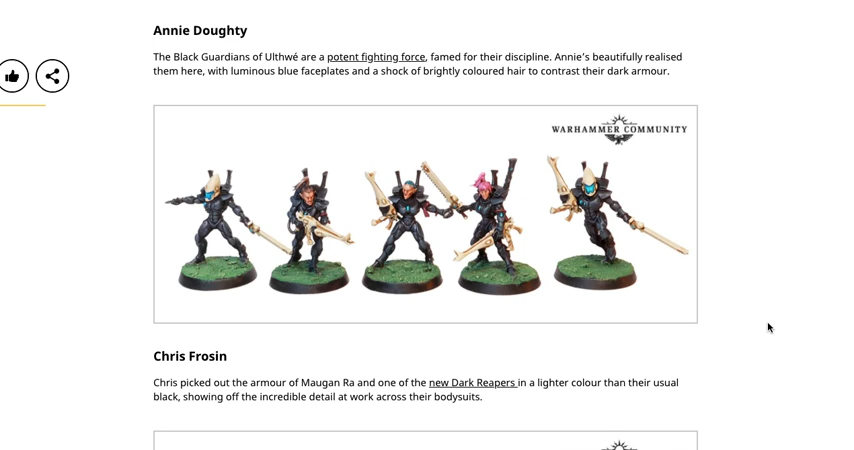 Annie Doughty
The Black Guardians of Ulthwé are a potent fighting force, famed for their discipline. Annie’s beautifully realised
them here, with luminous blue faceplates and a shock of brightly coloured hair to contrast their dark armour.
WARHAMMER COMMUNITY
Chris Frosin
Chris picked out the armour of Maugan Ra and one of the new Dark Reapers in a lighter colour than their usual
black, showing off the incredible detail at work across their bodysuits.